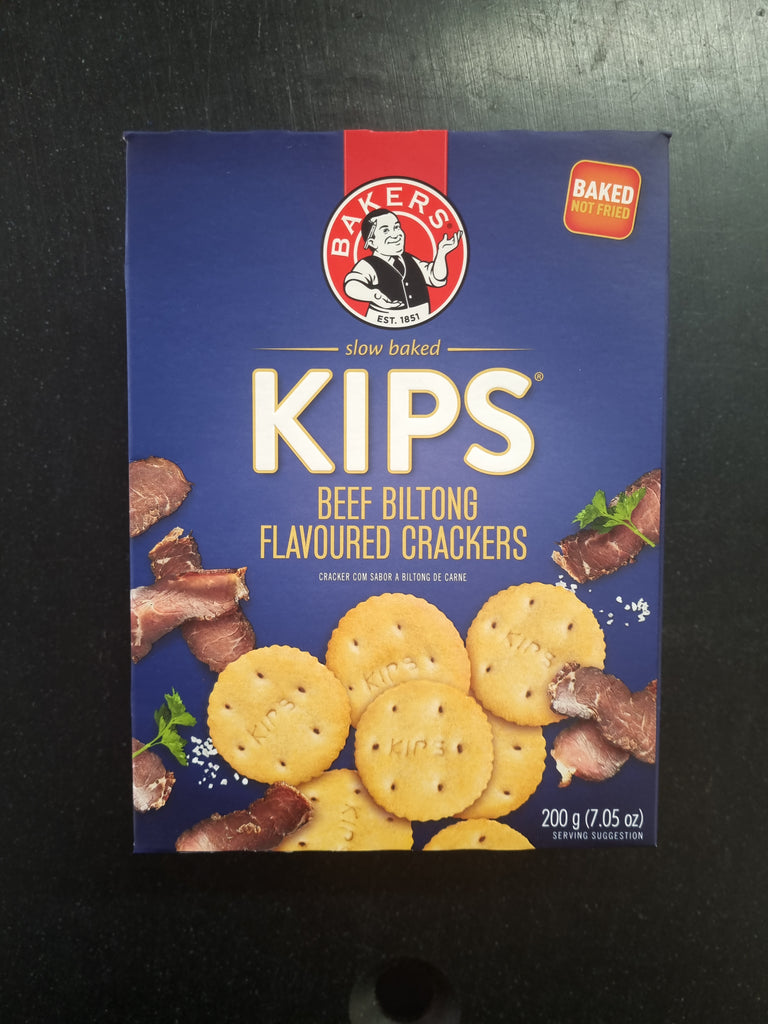 BAKED
NOT FRIED
BAKERS®
EST. 1851
slow baked
KIPS®
BEEF BILTONG
FLAVOURED CRACKERS
CRACKER COM SABOR A BILTONG DE CARNE
KIPS
KIPS
KIPS
KIPS
KIPS
200 g (7.05 oz)
SERVING SUGGESTION